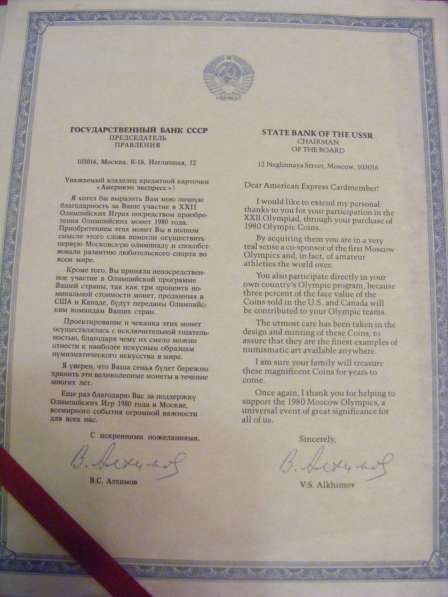 ГОСУДАРСТВЕННЫЙ БАНК СССР
ПРЕДСЕДАТЕЛЬ
ПРАВЛЕНИЯ
103016, Москва, К-16, Неглинная, 12
Уважаемый владелец кредитной карточки
«Америкэн экспресс»!
Я хотел бы выразить Вам мою личную
благодарность за Ваше участие в XXII
Олимпийских Играх посредством приобре-
тения Олимпийских монет 1980 года.
Приобретением этих монет Вы в полном
смысле этого слова помогли осуществить
первую Московскую олимпиаду и способст-
вовали развитию любительского спорта во
всем мире.
Кроме того, Вы приняли непосредствен-
ное участие в Олимпийской программе
Вашей страны, так как три процента но-
минальной стоимости монет, проданных в
США и Канаде, будут переданы Олимпийс-
ким командам Ваших стран.
Проектирование и чеканка этих монет
осуществлялась с исключительной тщатель-
ностью, благодаря чему их смело можно
отнести к наиболее искусным образцам
нумизматического искусства в мире.
Я уверен, что Ваша семья будет бережно
хранить эти великолепные монеты в течение
многих лет.
Еще раз благодарю Вас за поддержку
Олимпийских Игр 1980 года в Москве,
всемирного события огромной важности
для всех нас.
С искренними пожеланиями,
В. Алхимов
В.С. Алхимов
STATE BANK OF THE USSR
CHAIRMAN
OF THE BOARD
12 Neglinnaya Street, Moscow, 103016
Dear American Express Cardmember!
I would like to extend my personal
thanks to you for your participation in the
XXII Olympiad, through your purchase of
1980 Olympic Coins.
By acquiring them you are in a very
real sense a co-sponsor of the first Moscow
Olympics and, in fact, of amateur
athletics the world over.
You also participate directly in your
own country's Olympic program, because
three percent of the face value of the
Coins sold in the U.S. and Canada will
be contributed to your Olympic teams.
The utmost care has been taken in the
design and minting of these Coins, to
assure that they are the finest examples of
numismatic art available anywhere.
I am sure your family will treasure
these magnificent Coins for years to
come.
Once again, I thank you for helping to
support the 1980 Moscow Olympics, a
universal event of great significance for
all of us.
Sincerely,
В. Алхимов
V.S. Alkhimov